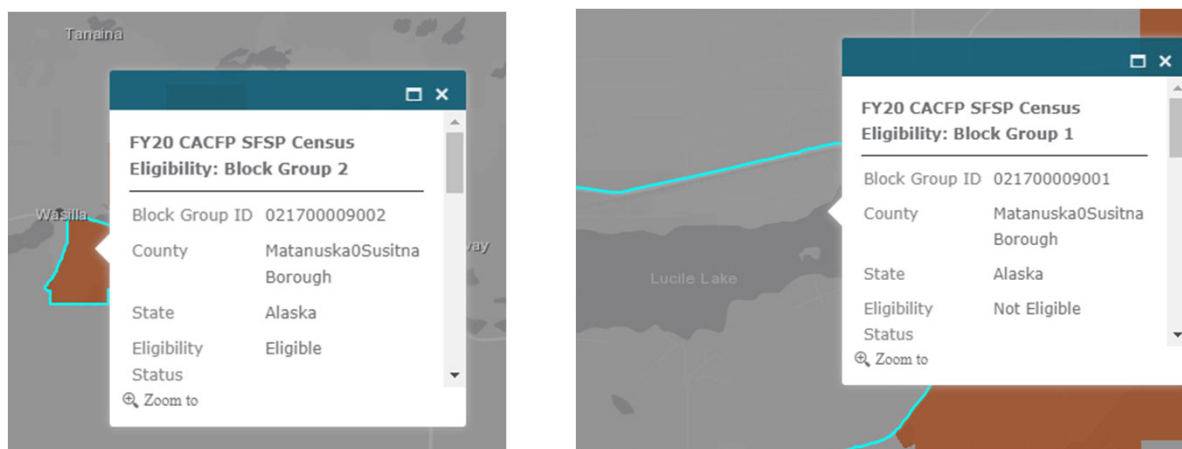 Tanaina
FY20 CACFP SFSP Census
Eligibility: Block Group 2
Block Group ID 021700009002
Wasilla
County Matanuska0Susitna
vay
Borough
State Alaska
Eligibility Eligible
Status
Zoom to
FY20 CACFP SFSP Census
Eligibility: Block Group 1
Block Group ID 021700009001
County Matanuska0Susitna
Borough
Lucile Lake
State Alaska
Eligibility Not Eligible
Status
Zoom to